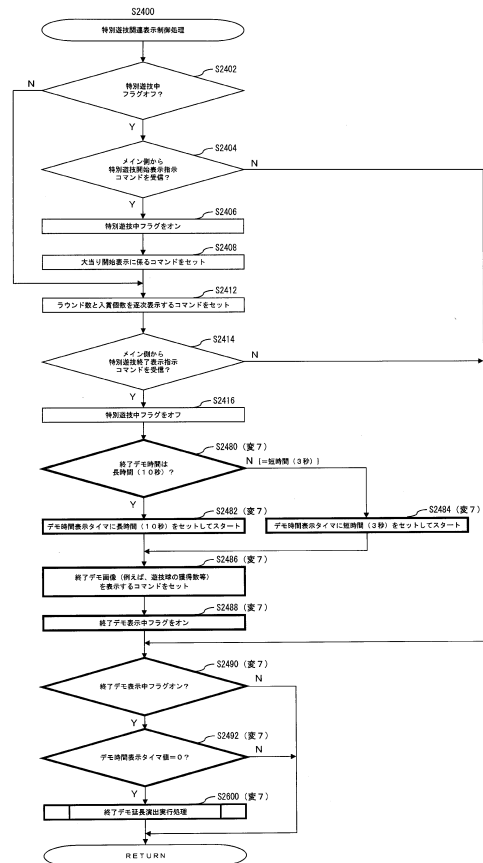 S2400
特別遊技関連表示制御処理
S2402
N
特別遊技中
フラグオフ?
Y
S2404
メイン側から
特別遊技開始表示指示
コマンドを受信?
N
Y
S2406
特別遊技中フラグをオン
S2408
大当り開始表示に係るコマンドをセット
S2412
ラウンド数と入賞個数を逐次表示するコマンドをセット
S2414
メイン側から
特別遊技終了表示指示
コマンドを受信?
N
Y
S2416
特別遊技中フラグをオフ
S2480(変7)
終了デモ時間は
長時間(10秒)?
N{=短時間(3秒)}
Y
S2482(変7)
デモ時間表示タイマに長時間(10秒)をセットしてスタート
S2484(変7)
デモ時間表示タイマに短時間(3秒)をセットしてスタート
S2486(変7)
終了デモ画像(例えば、遊技球の獲得数等)
を表示するコマンドをセット
S2488(変7)
終了デモ表示中フラグをオン
S2490(変7)
終了デモ表示中フラグオン?
N
Y
S2492(変7)
デモ時間表示タイマ値=0?
N
Y
S2600(変7)
終了デモ延長演出実行処理
RETURN